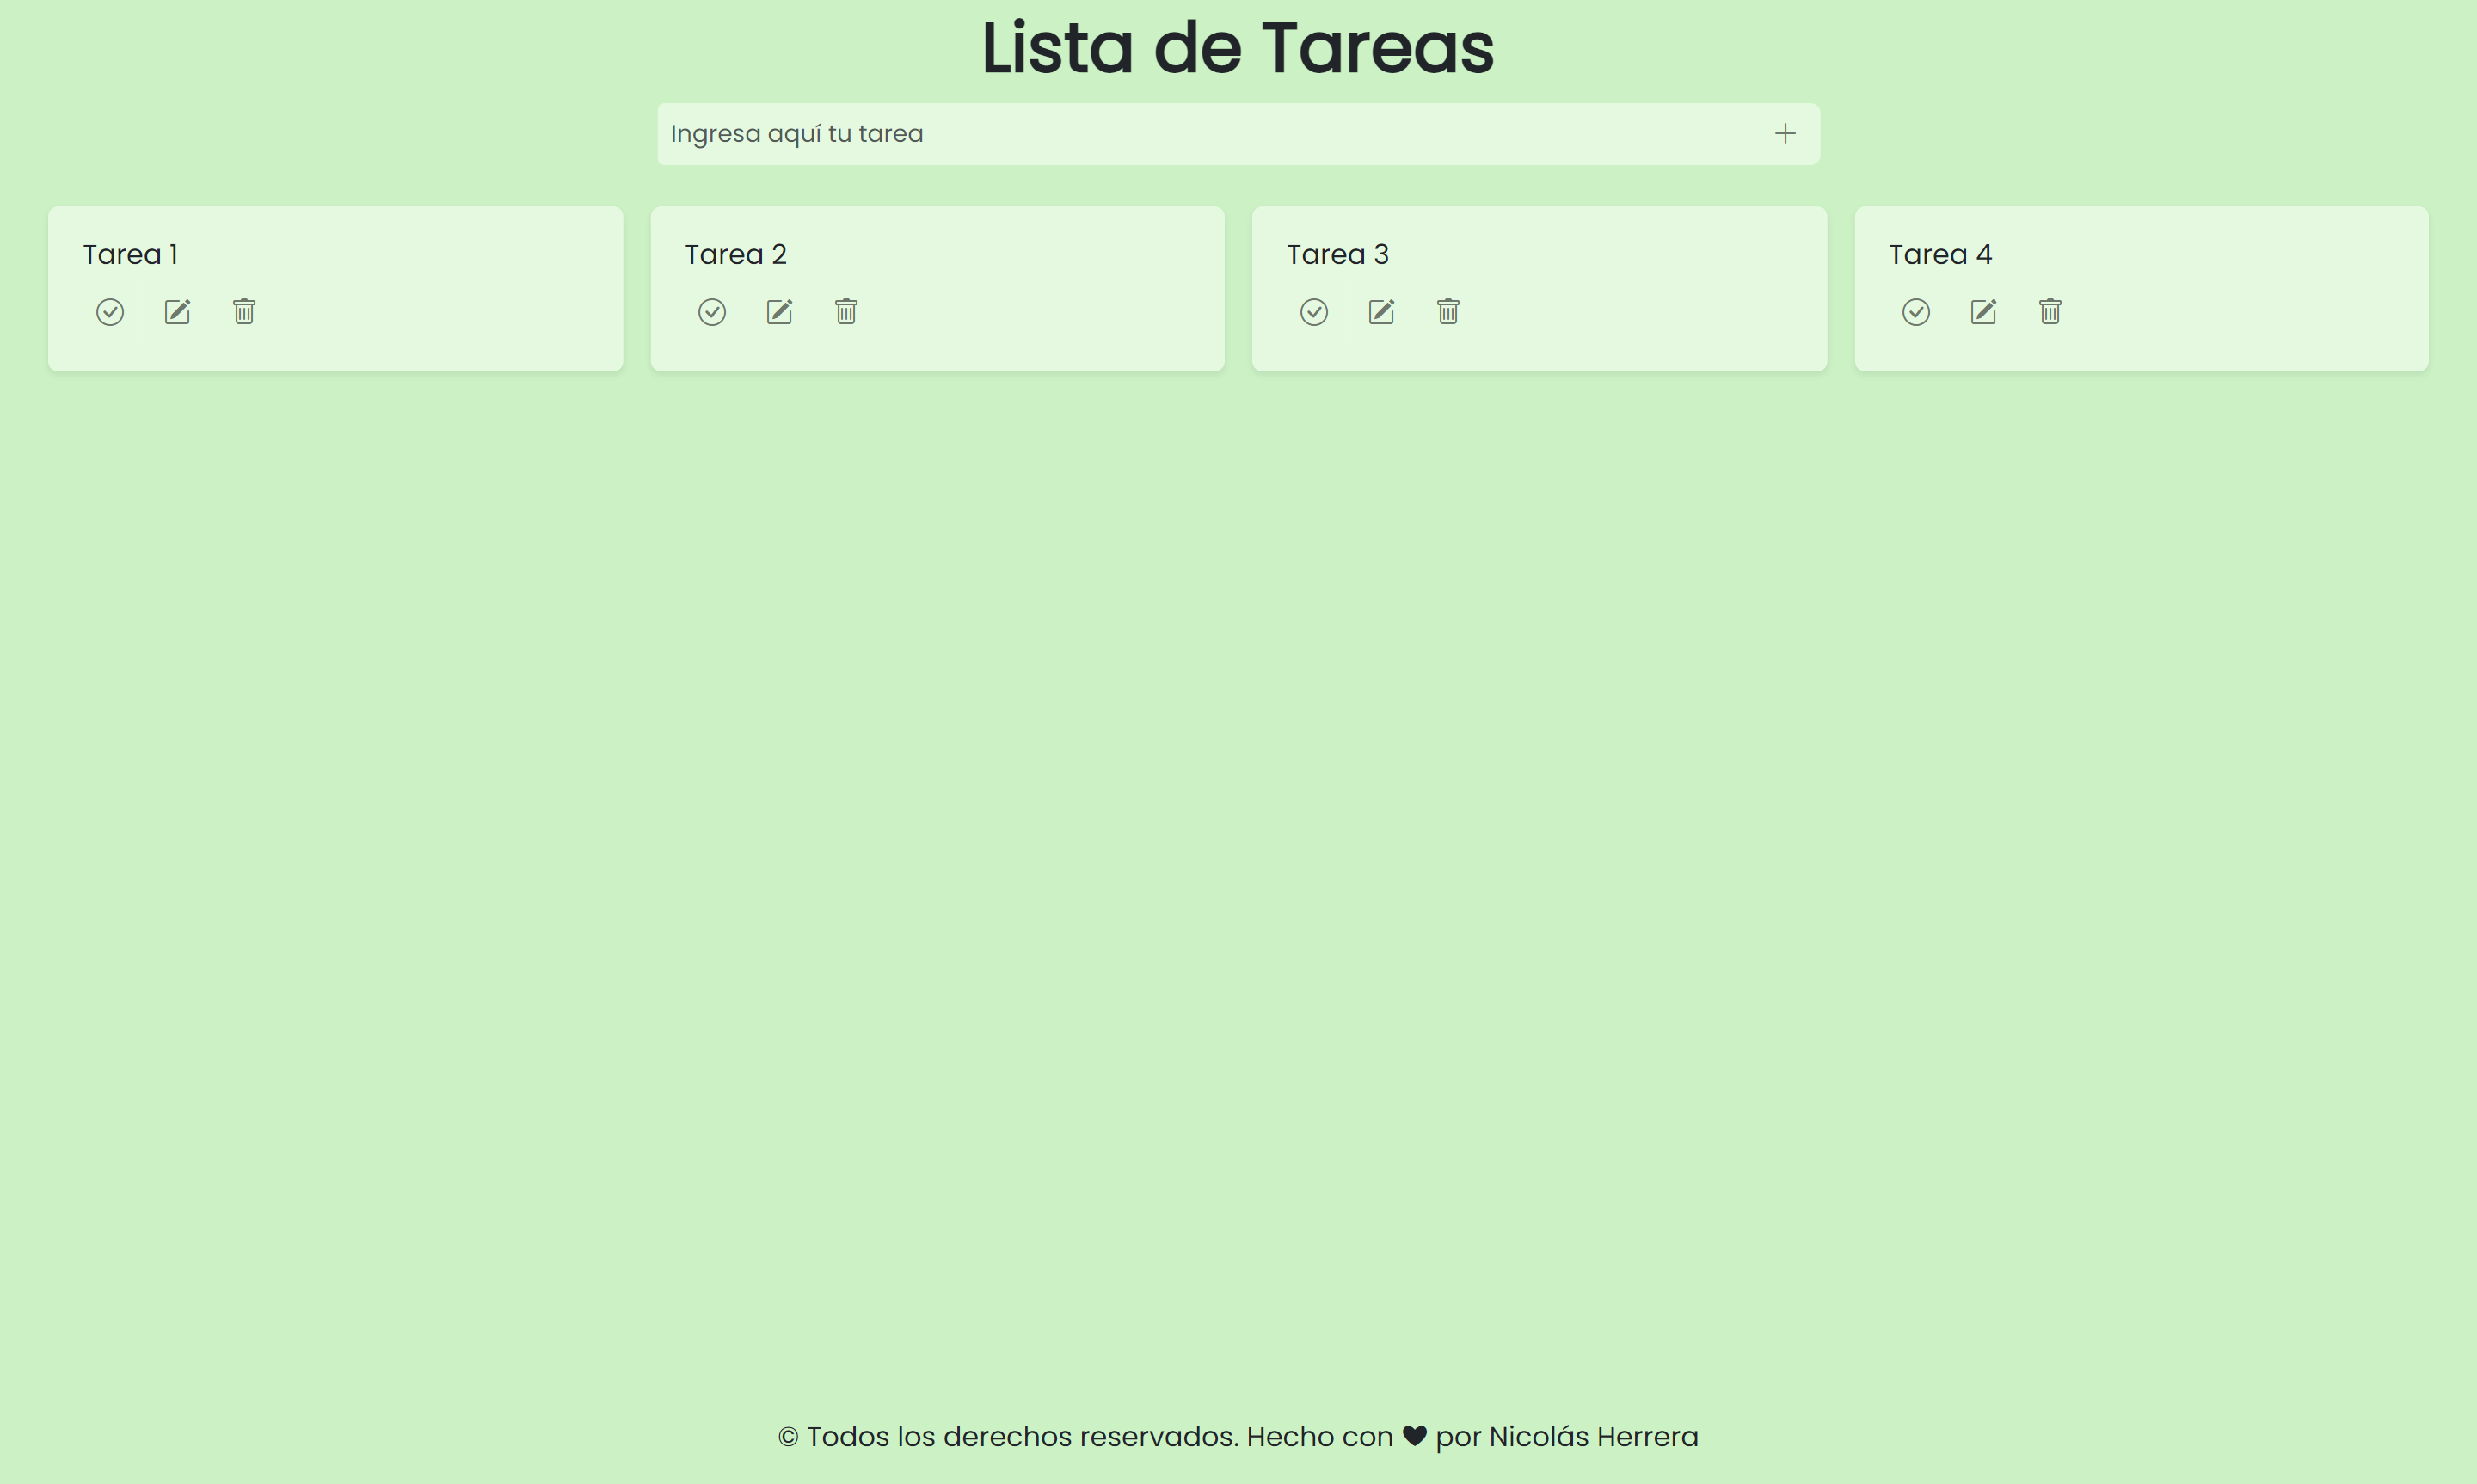 Lista de Tareas
Ingresa aquí tu tarea
Tarea 1
Tarea 2
Tarea 3
Tarea 4
© Todos los derechos reservados. Hecho con ♥ por Nicolás Herrera